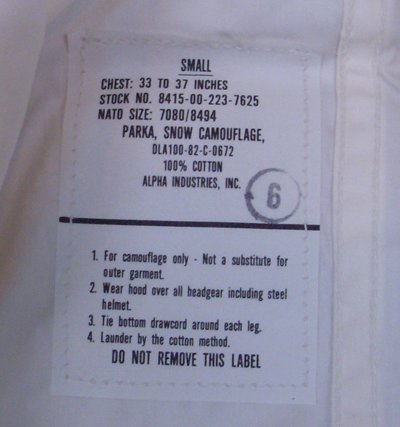 SMALL
CHEST: 33 TO 37 INCHES
STOCK NO. 8415-00-223-7625
NATO SIZE: 7080/8494
PARKA, SNOW CAMOUFLAGE,
DLA100-82-C-0672
100% COTTON
ALPHA INDUSTRIES, INC.
6
1. For camouflage only - Not a substitute for
outer garment.
2. Wear hood over all headgear including steel
helmet.
3. Tie bottom drawcord around each leg.
4. Launder by the cotton method.
DO NOT REMOVE THIS LABEL